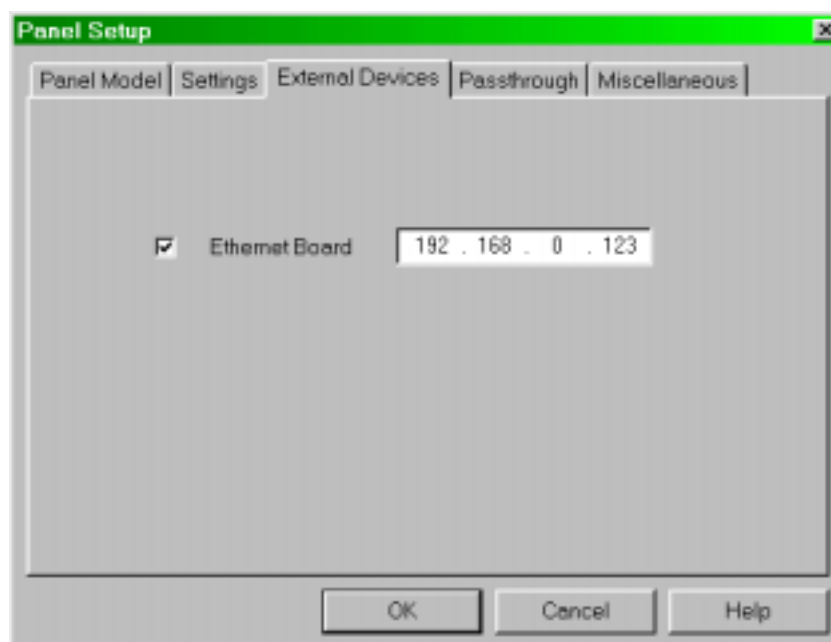 Panel Setup
Panel Model Settings External Devices Passthrough Miscellaneous
Ethernet Board 192 . 168 . 0 . 123
OK Cancel Help